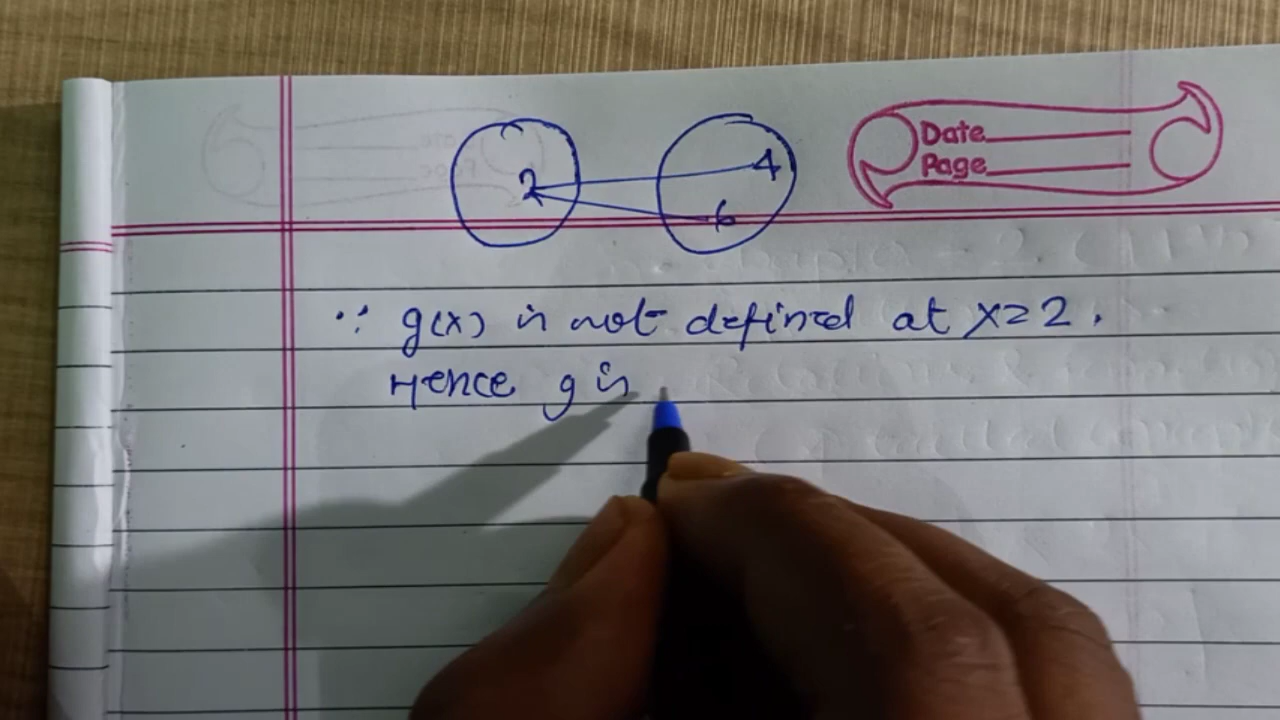 2 4
6
Date
Page
∵ g(x) is not defined at x=2.
Hence g is